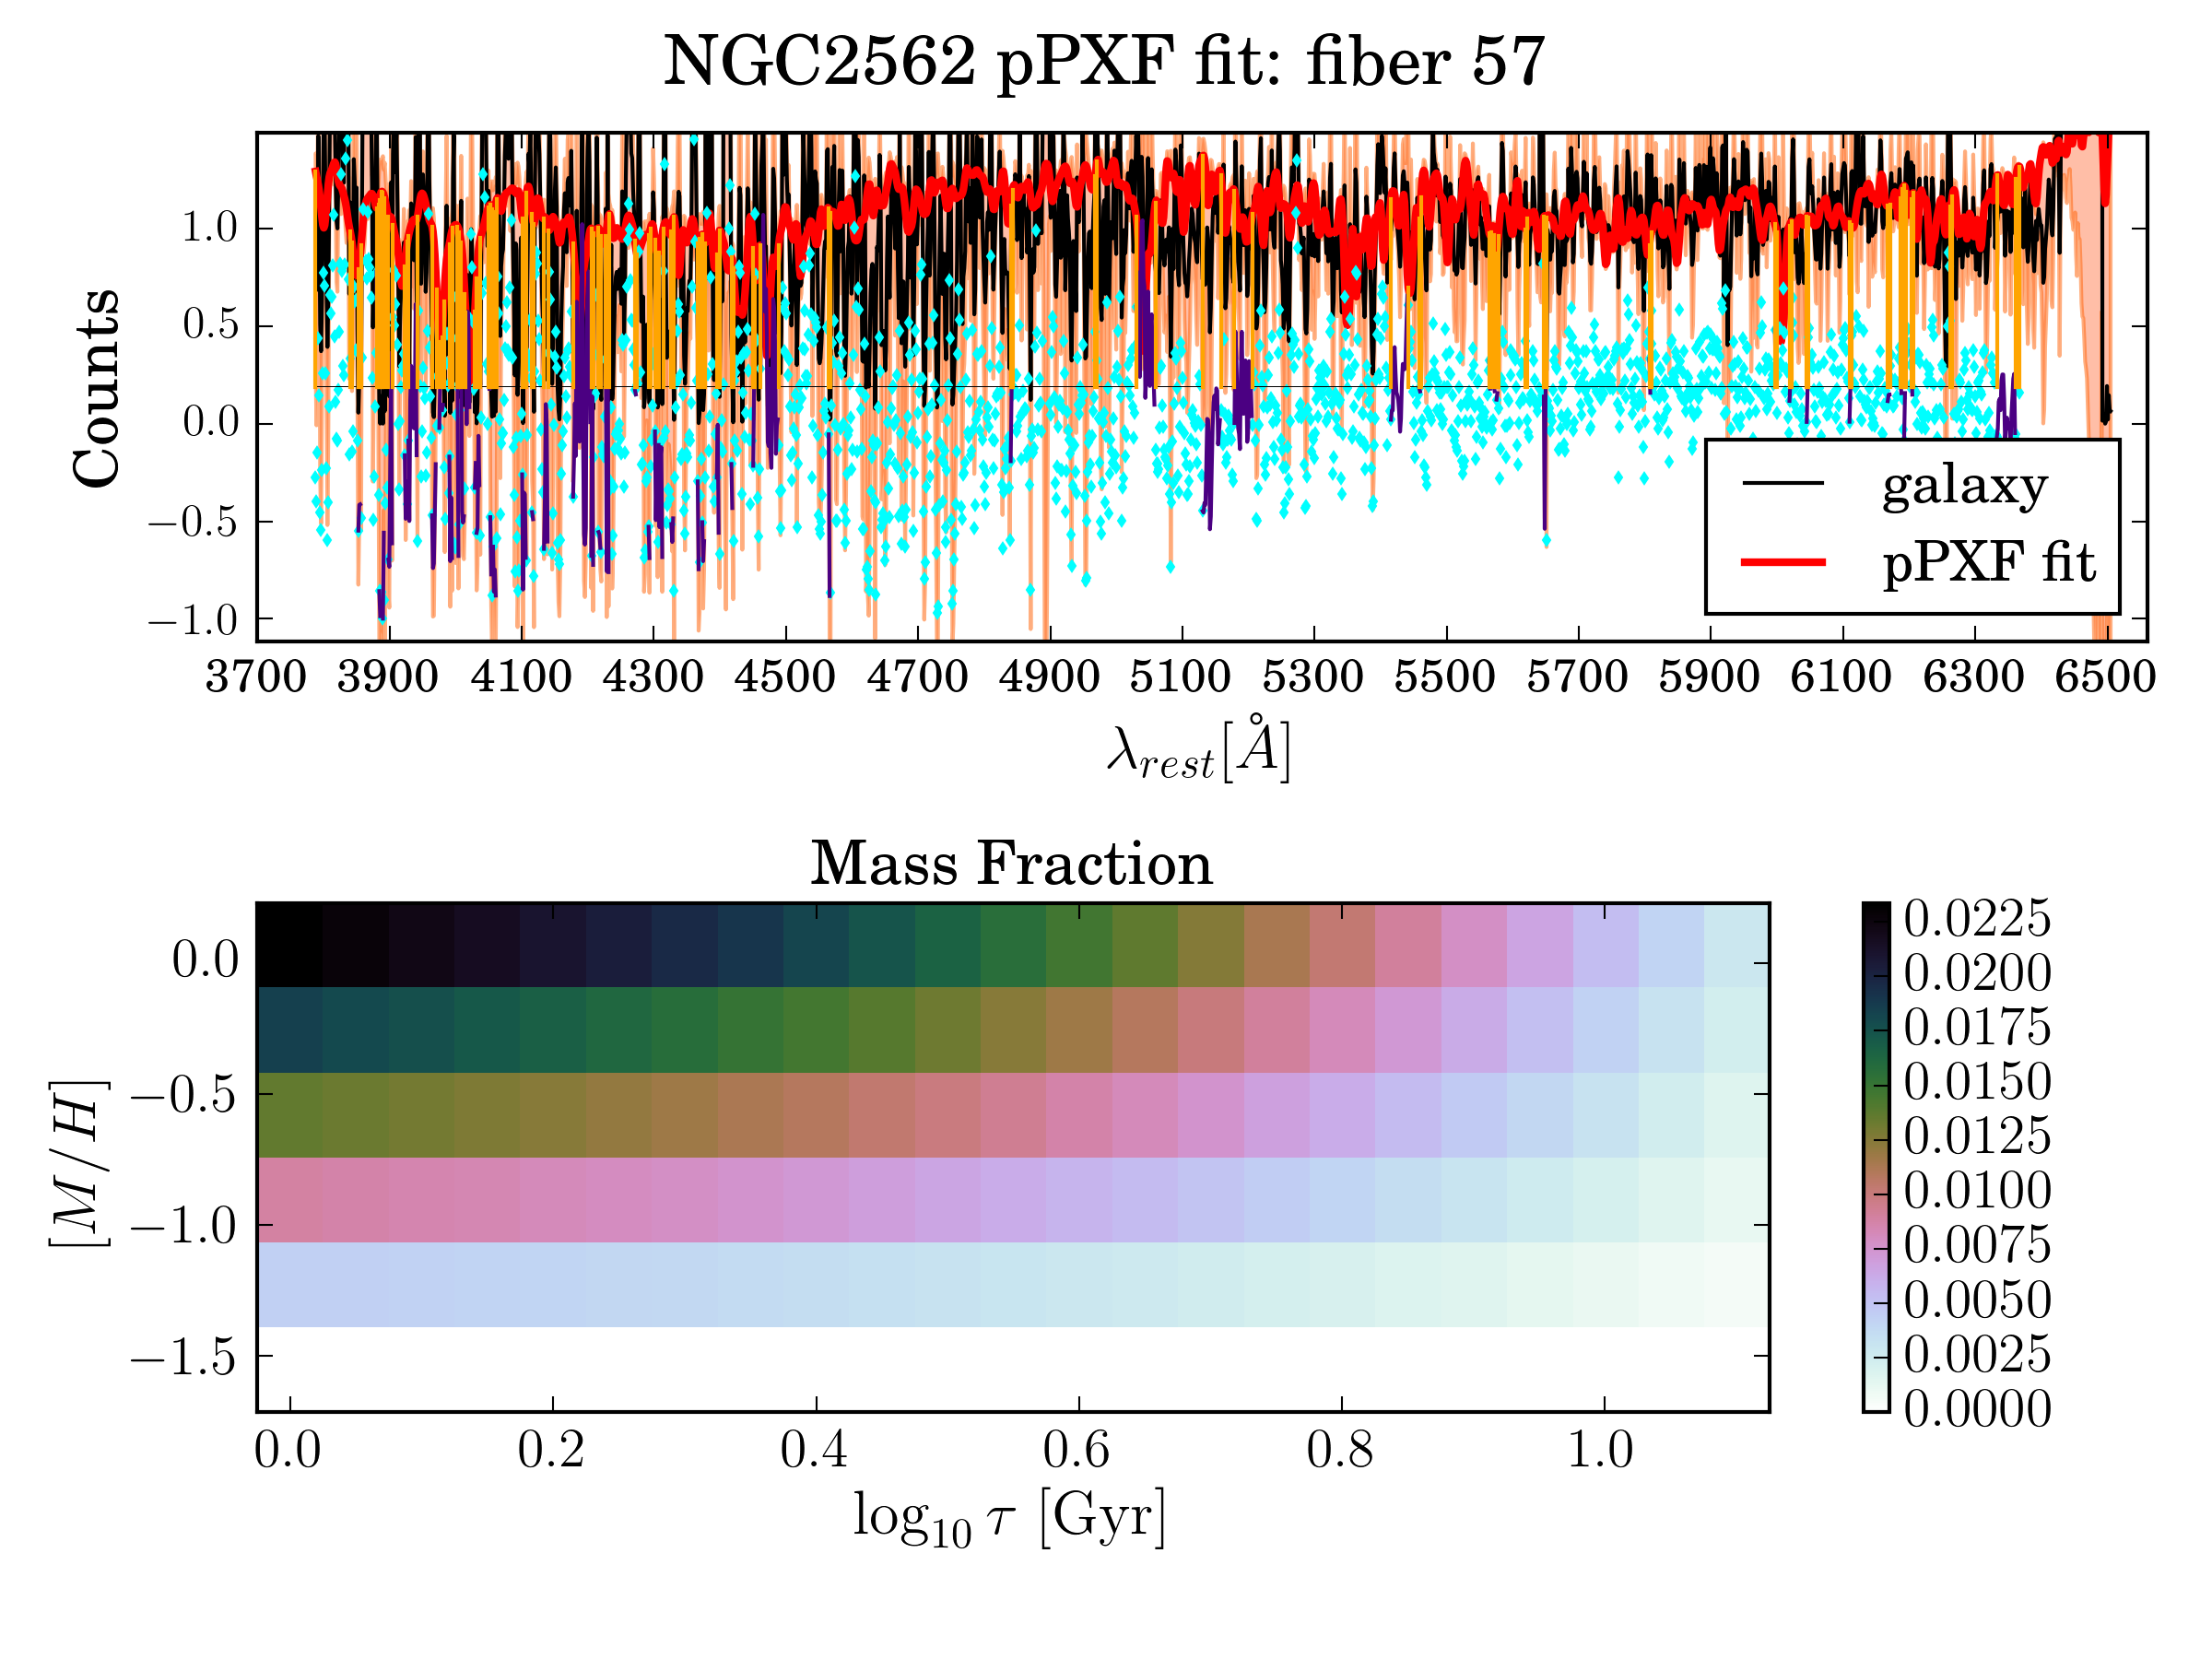 NGC2562 pPXF fit: fiber 57
Counts
1.0
0.5
0.0
−0.5
−1.0
galaxy
pPXF fit
3700 3900 4100 4300 4500 4700 4900 5100 5300 5500 5700 5900 6100 6300 6500
λ_{rest}[Å]
Mass Fraction
[M/H]
0.0
−0.5
−1.0
−1.5
0.0225
0.0200
0.0175
0.0150
0.0125
0.0100
0.0075
0.0050
0.0025
0.0000
0.0 0.2 0.4 0.6 0.8 1.0
log₁₀ τ [Gyr]